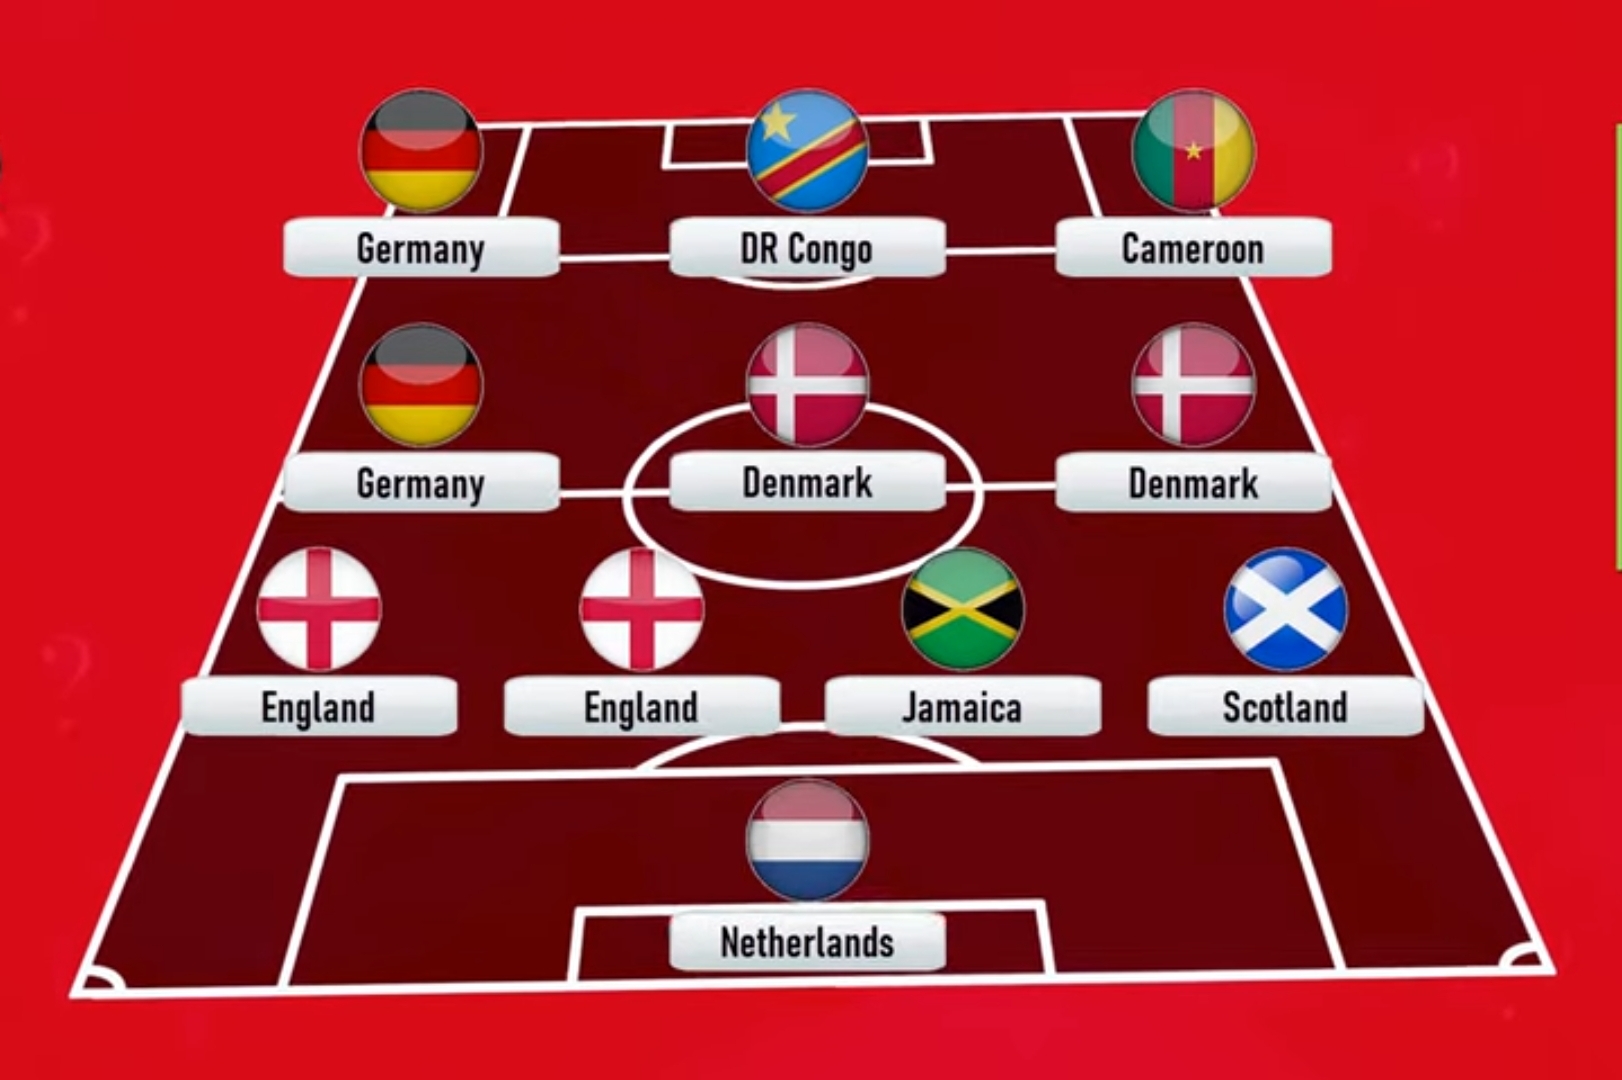 Germany
DR Congo
Cameroon
Germany
Denmark
Denmark
England
England
Jamaica
Scotland
Netherlands